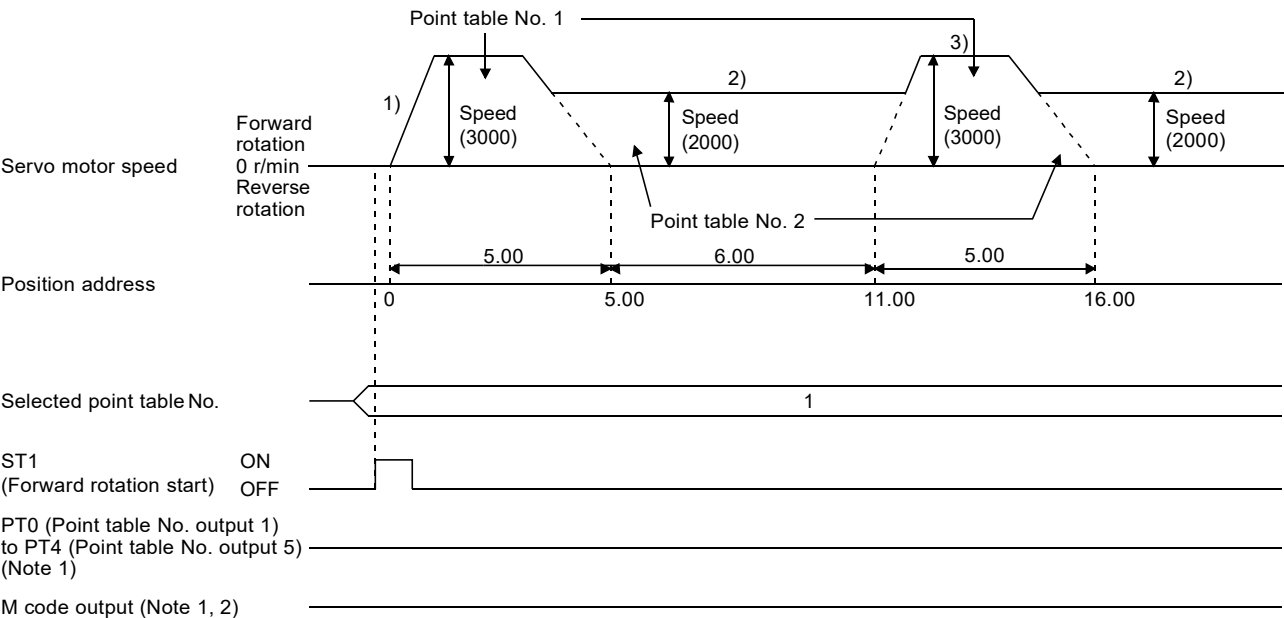 Point table No. 1
3)
2)
2)
1)
Speed
(3000)
Speed
(2000)
Speed
(3000)
Speed
(2000)
Forward
rotation
Servo motor speed 0 r/min
Reverse
rotation
Point table No. 2
5.00 6.00 5.00
Position address
0 5.00 11.00 16.00
Selected point table No. 1
ST1 ON
(Forward rotation start) OFF
PT0 (Point table No. output 1)
to PT4 (Point table No. output 5)
(Note 1)
M code output (Note 1, 2)